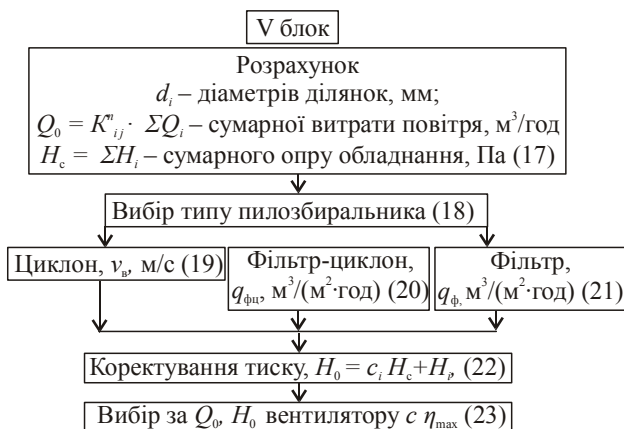 V блок
Розрахунок
dᵢ – діаметрів ділянок, мм;
Q₀ = Kⁿᵢⱼ · ΣQᵢ – сумарної витрати повітря, м³/год
H꜀ = ΣHᵢ – сумарного опру обладнання, Па (17)
Вибір типу пилозбиральника (18)
Циклон, vв, м/с (19)
Фільтр-циклон,
qфц, м³/(м²·год) (20)
Фільтр,
qф, м³/(м²·год) (21)
Коректування тиску, H₀ = cᵢ Hс+Hᵢ, (22)
Вибір за Q₀, H₀ вентилятору с ηmax (23)